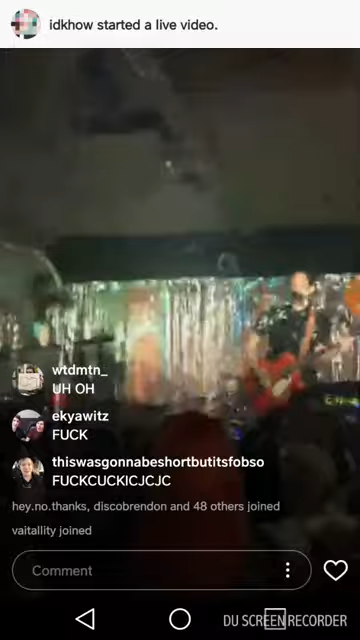 idkhow started a live video.
wtdmtn_
UH OH
ekyawitz
FUCK
thiswasgonnabeshortbutitsfobso
FUCKCUCKICJCJC
hey.no.thanks, discobrendon and 48 others joined
vaitallity joined
Comment
DU SCREEN RECORDER